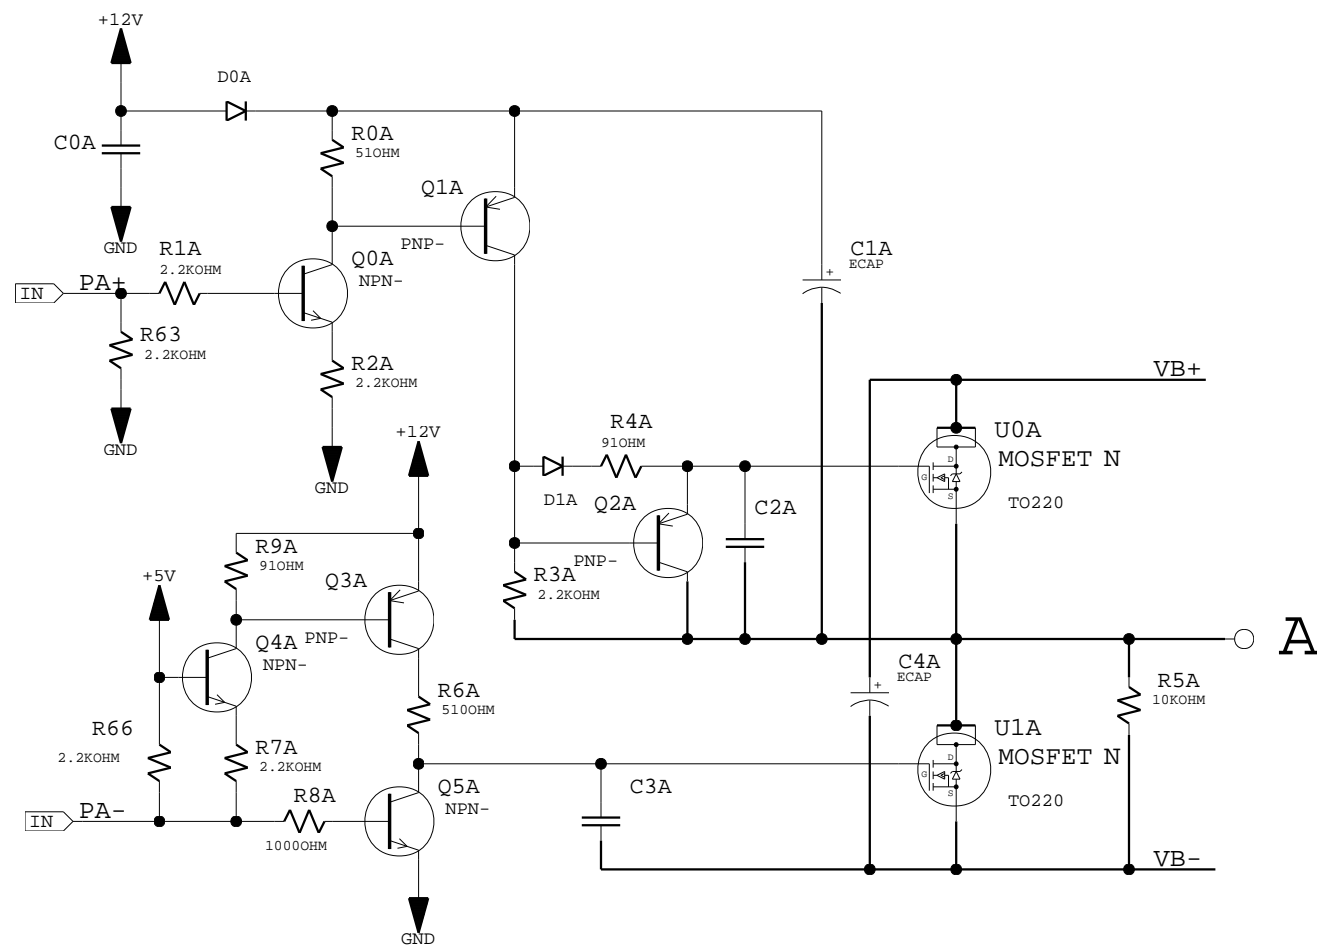 +12V
D0A
C0A
R0A
51OHM
Q1A
GND
R1A
2.2KOHM
Q0A
NPN-
PNP-
C1A
+
ECAP
IN
PA+
R63
2.2KOHM
R2A
2.2KOHM
VB+
GND
+12V
R4A
91OHM
U0A
MOSFET N
D
G
S
TO220
GND
D1A
Q2A
C2A
R9A
91OHM
PNP-
+5V
Q3A
R3A
2.2KOHM
Q4A
PNP-
NPN-
A
C4A
+
ECAP
R6A
510OHM
R5A
10KOHM
R66
2.2KOHM
R7A
2.2KOHM
U1A
MOSFET N
D
G
S
TO220
Q5A
NPN-
C3A
R8A
100OOHM
IN
PA-
VB-
GND